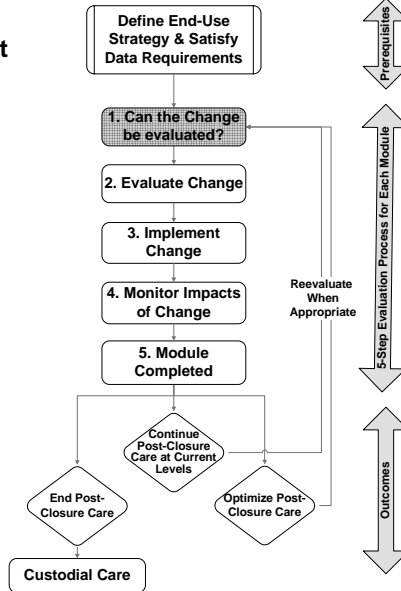 t
Define End-Use
Strategy & Satisfy
Data Requirements
1. Can the Change
be evaluated?
2. Evaluate Change
3. Implement
Change
4. Monitor Impacts
of Change
5. Module
Completed
Reevaluate
When
Appropriate
Continue
Post-Closure
Care at Current
Levels
End Post-
Closure Care
Optimize Post-
Closure Care
Custodial Care
Prerequisites
5-Step Evaluation Process for Each Module
Outcomes